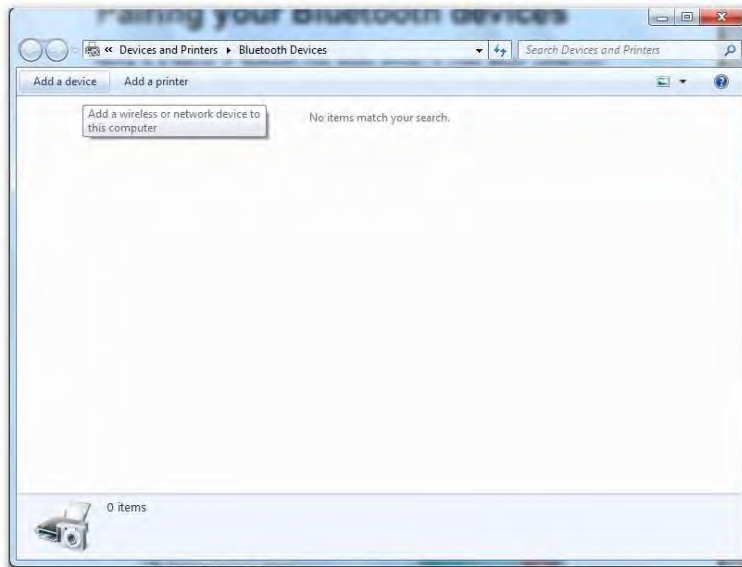 Pairing your Bluetooth devices
« Devices and Printers ▸ Bluetooth Devices
Search Devices and Printers
Add a device Add a printer
Add a wireless or network device to
this computer
No items match your search.
0 items